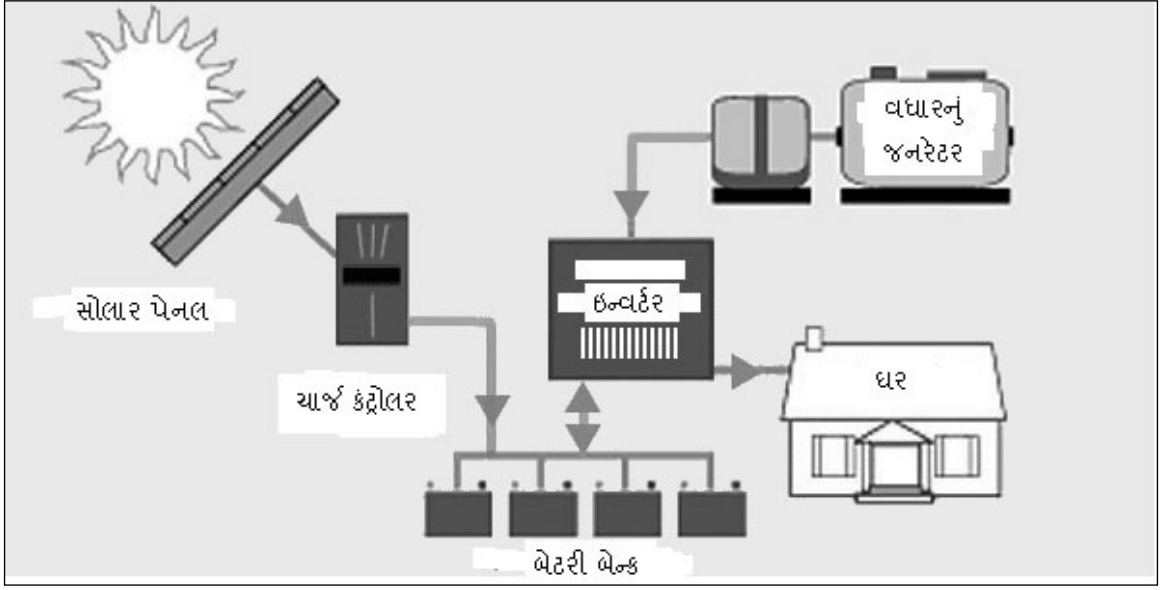 વધારનું
જનરેટર
સોલાર પેનલ
ઇન્વર્ટર
ચાર્જ કંટ્રોલર
ઘર
બેટરી બેન્ક